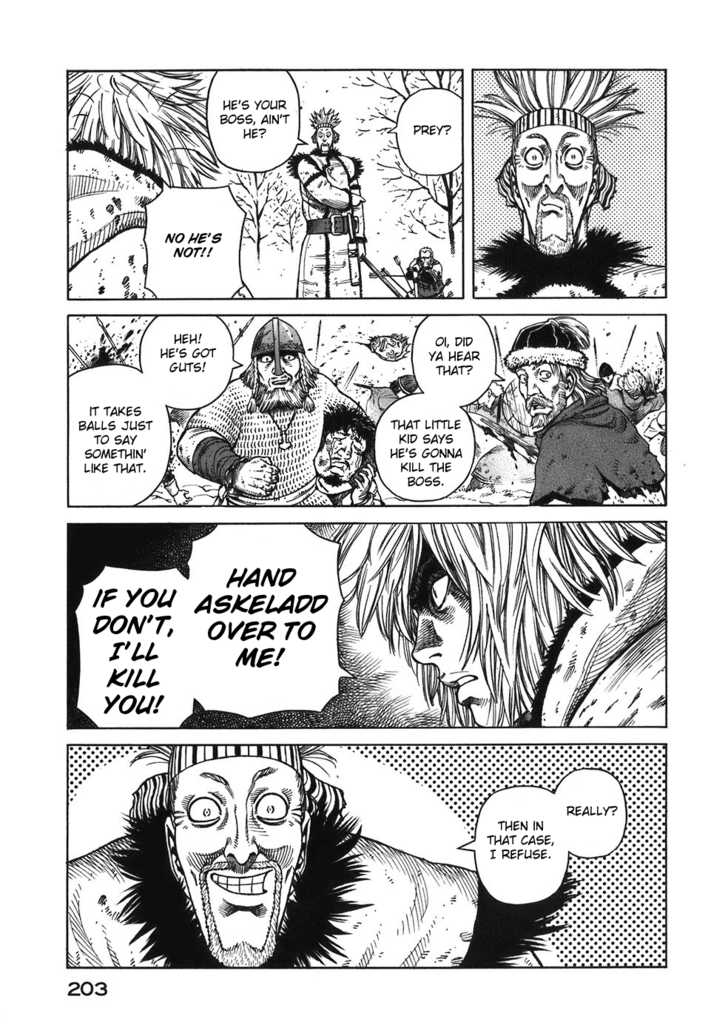 PREY?
HE'S YOUR
BOSS, AIN'T
HE?
NO HE'S
NOT!!
OI, DID
YA HEAR
THAT?
THAT LITTLE
KID SAYS
HE'S GONNA
KILL THE
BOSS.
HEH!
HE'S GOT
GUTS!
IT TAKES
BALLS JUST
TO SAY
SOMETHIN'
LIKE THAT.
HAND
ASKELADD
OVER TO
ME!
IF YOU
DON'T,
I'LL
KILL
YOU!
REALLY?
THEN IN
THAT CASE,
I REFUSE.
203